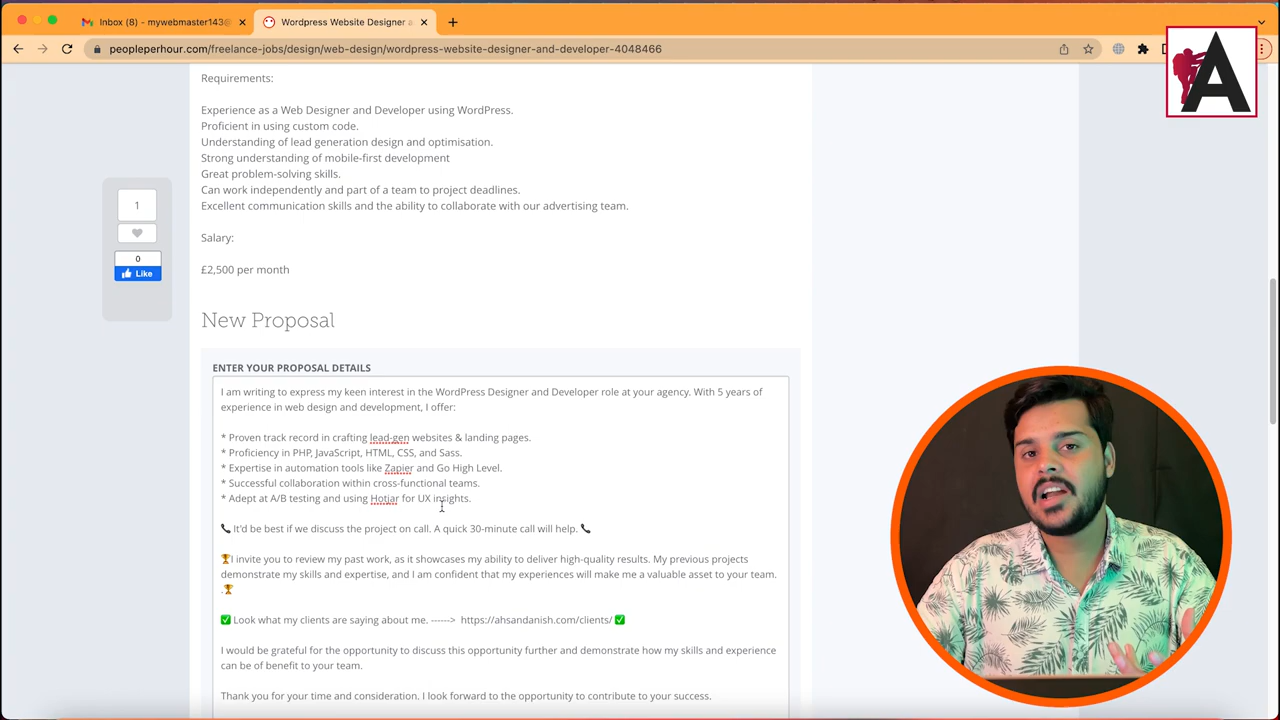 Inbox (8) - mywebmaster143@
Wordpress Website Designer a
peopleperhour.com/freelance-jobs/design/web-design/wordpress-website-designer-and-developer-4048466
A
Requirements:
Experience as a Web Designer and Developer using WordPress.
Proficient in using custom code.
Understanding of lead generation design and optimisation.
Strong understanding of mobile-first development
Great problem-solving skills.
Can work independently and part of a team to project deadlines.
Excellent communication skills and the ability to collaborate with our advertising team.
1
0
Like
Salary:
£2,500 per month
New Proposal
ENTER YOUR PROPOSAL DETAILS
I am writing to express my keen interest in the WordPress Designer and Developer role at your agency. With 5 years of
experience in web design and development, I offer:
* Proven track record in crafting lead-gen websites & landing pages.
* Proficiency in PHP, JavaScript, HTML, CSS, and Sass.
* Expertise in automation tools like Zapier and Go High Level.
* Successful collaboration within cross-functional teams.
* Adept at A/B testing and using Hotjar for UX insights.
📞 It'd be best if we discuss the project on call. A quick 30-minute call will help. 📞
🏆I invite you to review my past work, as it showcases my ability to deliver high-quality results. My previous projects
demonstrate my skills and expertise, and I am confident that my experiences will make me a valuable asset to your team.
.🏆
✅ Look what my clients are saying about me. ------> https://ahsandanish.com/clients/ ✅
I would be grateful for the opportunity to discuss this opportunity further and demonstrate how my skills and experience
can be of benefit to your team.
Thank you for your time and consideration. I look forward to the opportunity to contribute to your success.